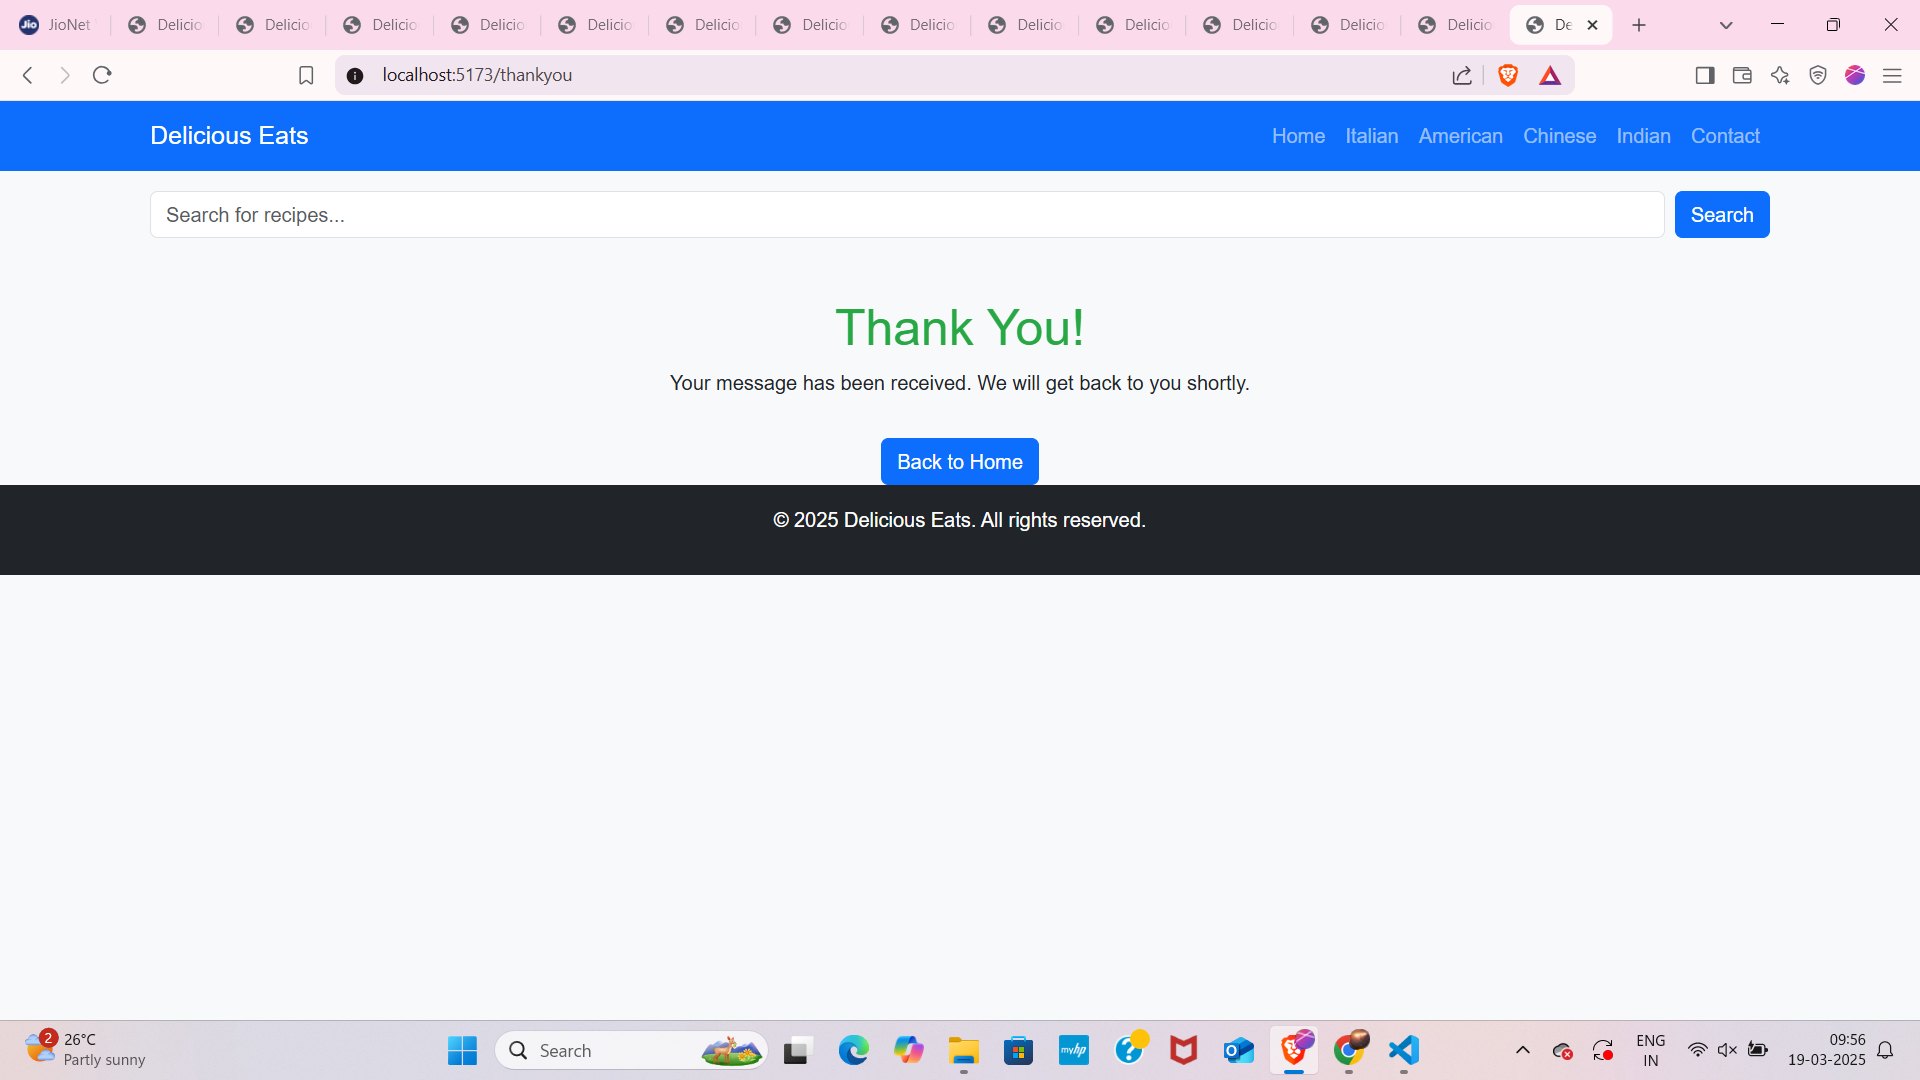 JioNet
Delicio
Delicio
Delicio
Delicio
Delicio
Delicio
Delicio
Delicio
Delicio
Delicio
Delicio
Delicio
Delicio
De
localhost:5173/thankyou
Delicious Eats
Home Italian American Chinese Indian Contact
Search for recipes...
Search
Thank You!
Your message has been received. We will get back to you shortly.
Back to Home
© 2025 Delicious Eats. All rights reserved.
2
26°C
Partly sunny
Search
myhp
ENG
IN
09:56
19-03-2025